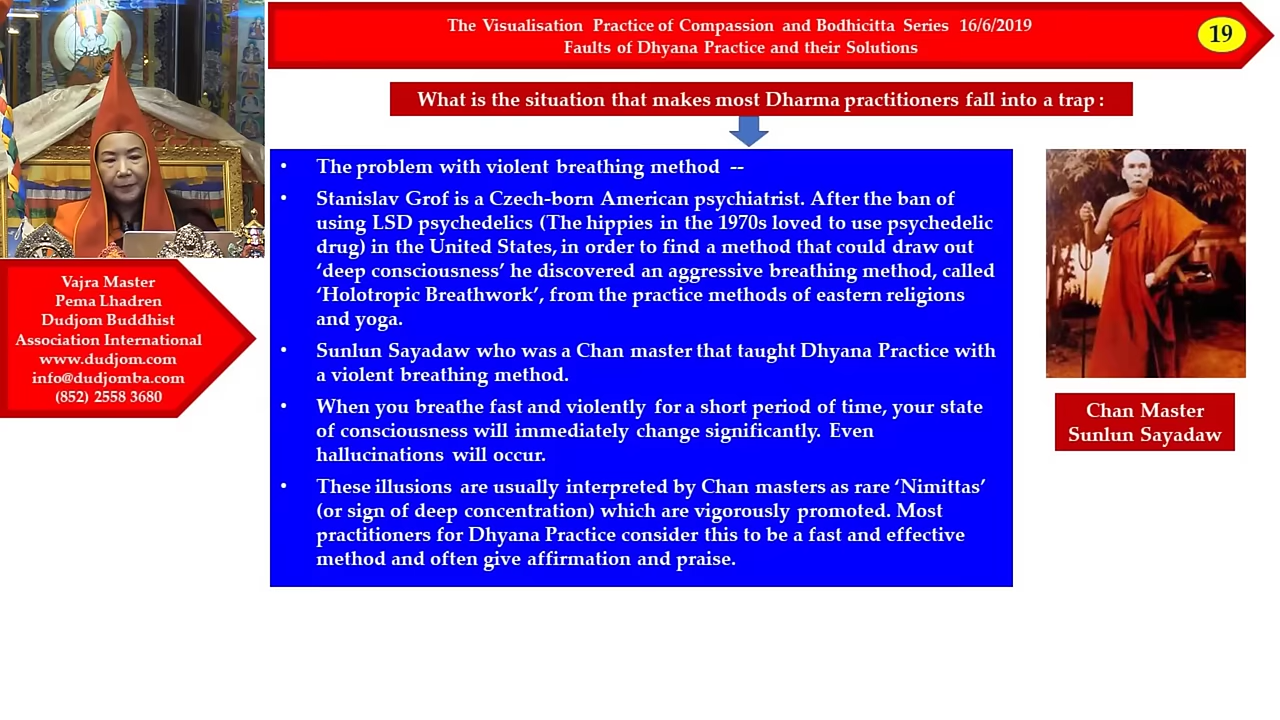 The Visualisation Practice of Compassion and Bodhicitta Series 16/6/2019
Faults of Dhyana Practice and their Solutions
19
What is the situation that makes most Dharma practitioners fall into a trap :
• The problem with violent breathing method --
• Stanislav Grof is a Czech-born American psychiatrist. After the ban of
using LSD psychedelics (The hippies in the 1970s loved to use psychedelic
drug) in the United States, in order to find a method that could draw out
‘deep consciousness’ he discovered an aggressive breathing method, called
‘Holotropic Breathwork’, from the practice methods of eastern religions
and yoga.
• Sunlun Sayadaw who was a Chan master that taught Dhyana Practice with
a violent breathing method.
• When you breathe fast and violently for a short period of time, your state
of consciousness will immediately change significantly. Even
hallucinations will occur.
• These illusions are usually interpreted by Chan masters as rare ‘Nimittas’
(or sign of deep concentration) which are vigorously promoted. Most
practitioners for Dhyana Practice consider this to be a fast and effective
method and often give affirmation and praise.
Vajra Master
Pema Lhadren
Dudjom Buddhist
Association International
www.dudjom.com
info@dudjomba.com
(852) 2558 3680
Chan Master
Sunlun Sayadaw